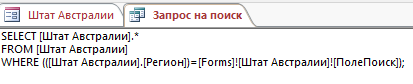 Штат Австралии Запрос на поиск
SELECT [Штат Австралии].*
FROM [Штат Австралии]
WHERE (([Штат Австралии].[Регион])=[Forms]![Штат Австралии]![ПолеПоиск]);